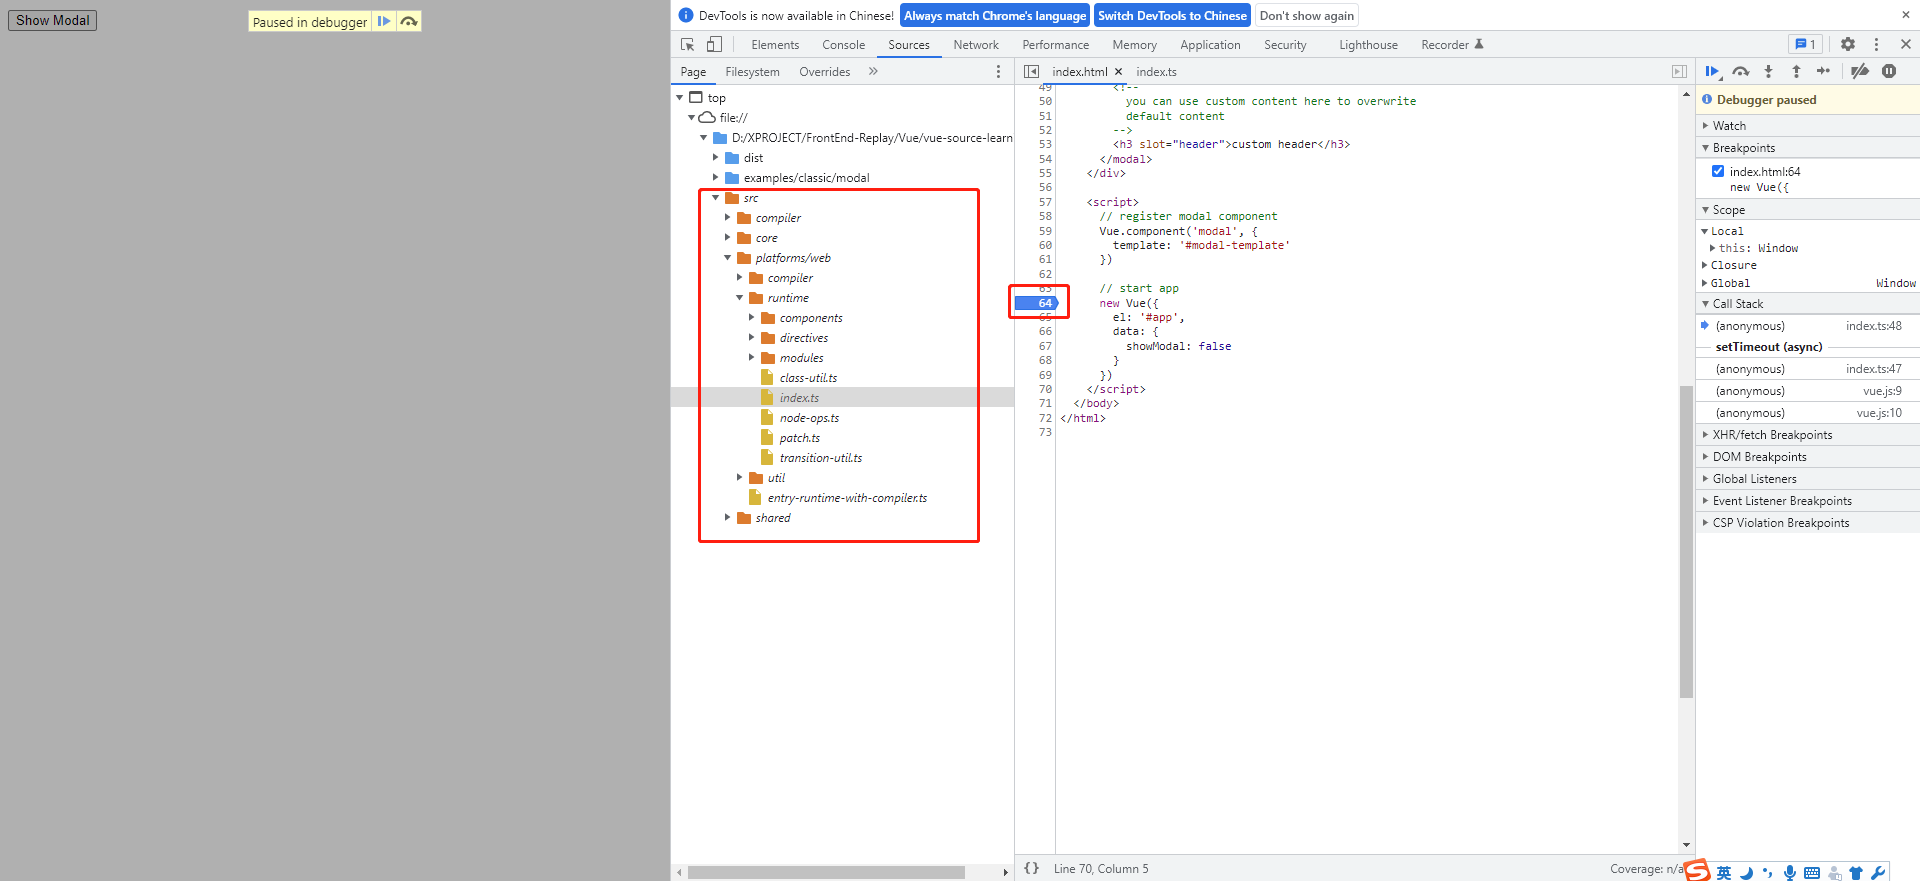 Show Modal
Paused in debugger
DevTools is now available in Chinese!
Always match Chrome's language
Switch DevTools to Chinese
Don't show again
Elements
Console
Sources
Network
Performance
Memory
Application
Security
Lighthouse
Recorder
1
Page
Filesystem
Overrides
index.html
index.ts
top
file://
D:/XPROJECT/FrontEnd-Replay/Vue/vue-source-learn
dist
examples/classic/modal
src
compiler
core
platforms/web
compiler
runtime
components
directives
modules
class-util.ts
index.ts
node-ops.ts
patch.ts
transition-util.ts
util
entry-runtime-with-compiler.ts
shared
49 <!--
50 you can use custom content here to overwrite
51 default content
52 -->
53 <h3 slot="header">custom header</h3>
54 </modal>
55 </div>
56
57 <script>
58 // register modal component
59 Vue.component('modal', {
60 template: '#modal-template'
61 })
62
63 // start app
64 new Vue({
65 el: '#app',
66 data: {
67 showModal: false
68 }
69 })
70 </script>
71 </body>
72 </html>
73
{ } Line 70, Column 5
Coverage: n/a
Debugger paused
Watch
Breakpoints
index.html:64
new Vue({
Scope
Local
this: Window
Closure
Global Window
Call Stack
(anonymous) index.ts:48
setTimeout (async)
(anonymous) index.ts:47
(anonymous) vue.js:9
(anonymous) vue.js:10
XHR/fetch Breakpoints
DOM Breakpoints
Global Listeners
Event Listener Breakpoints
CSP Violation Breakpoints
S 英